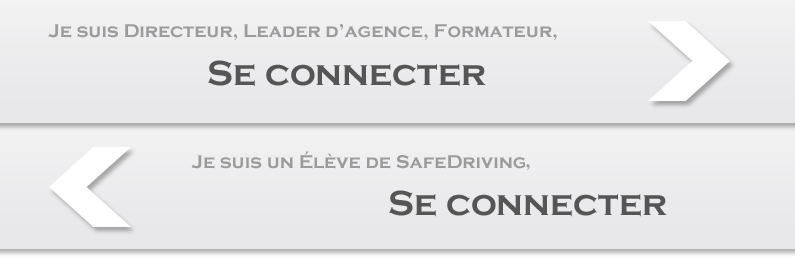 Je suis Directeur, Leader d'agence, Formateur,
Se connecter
Je suis un Élève de SafeDriving,
Se connecter